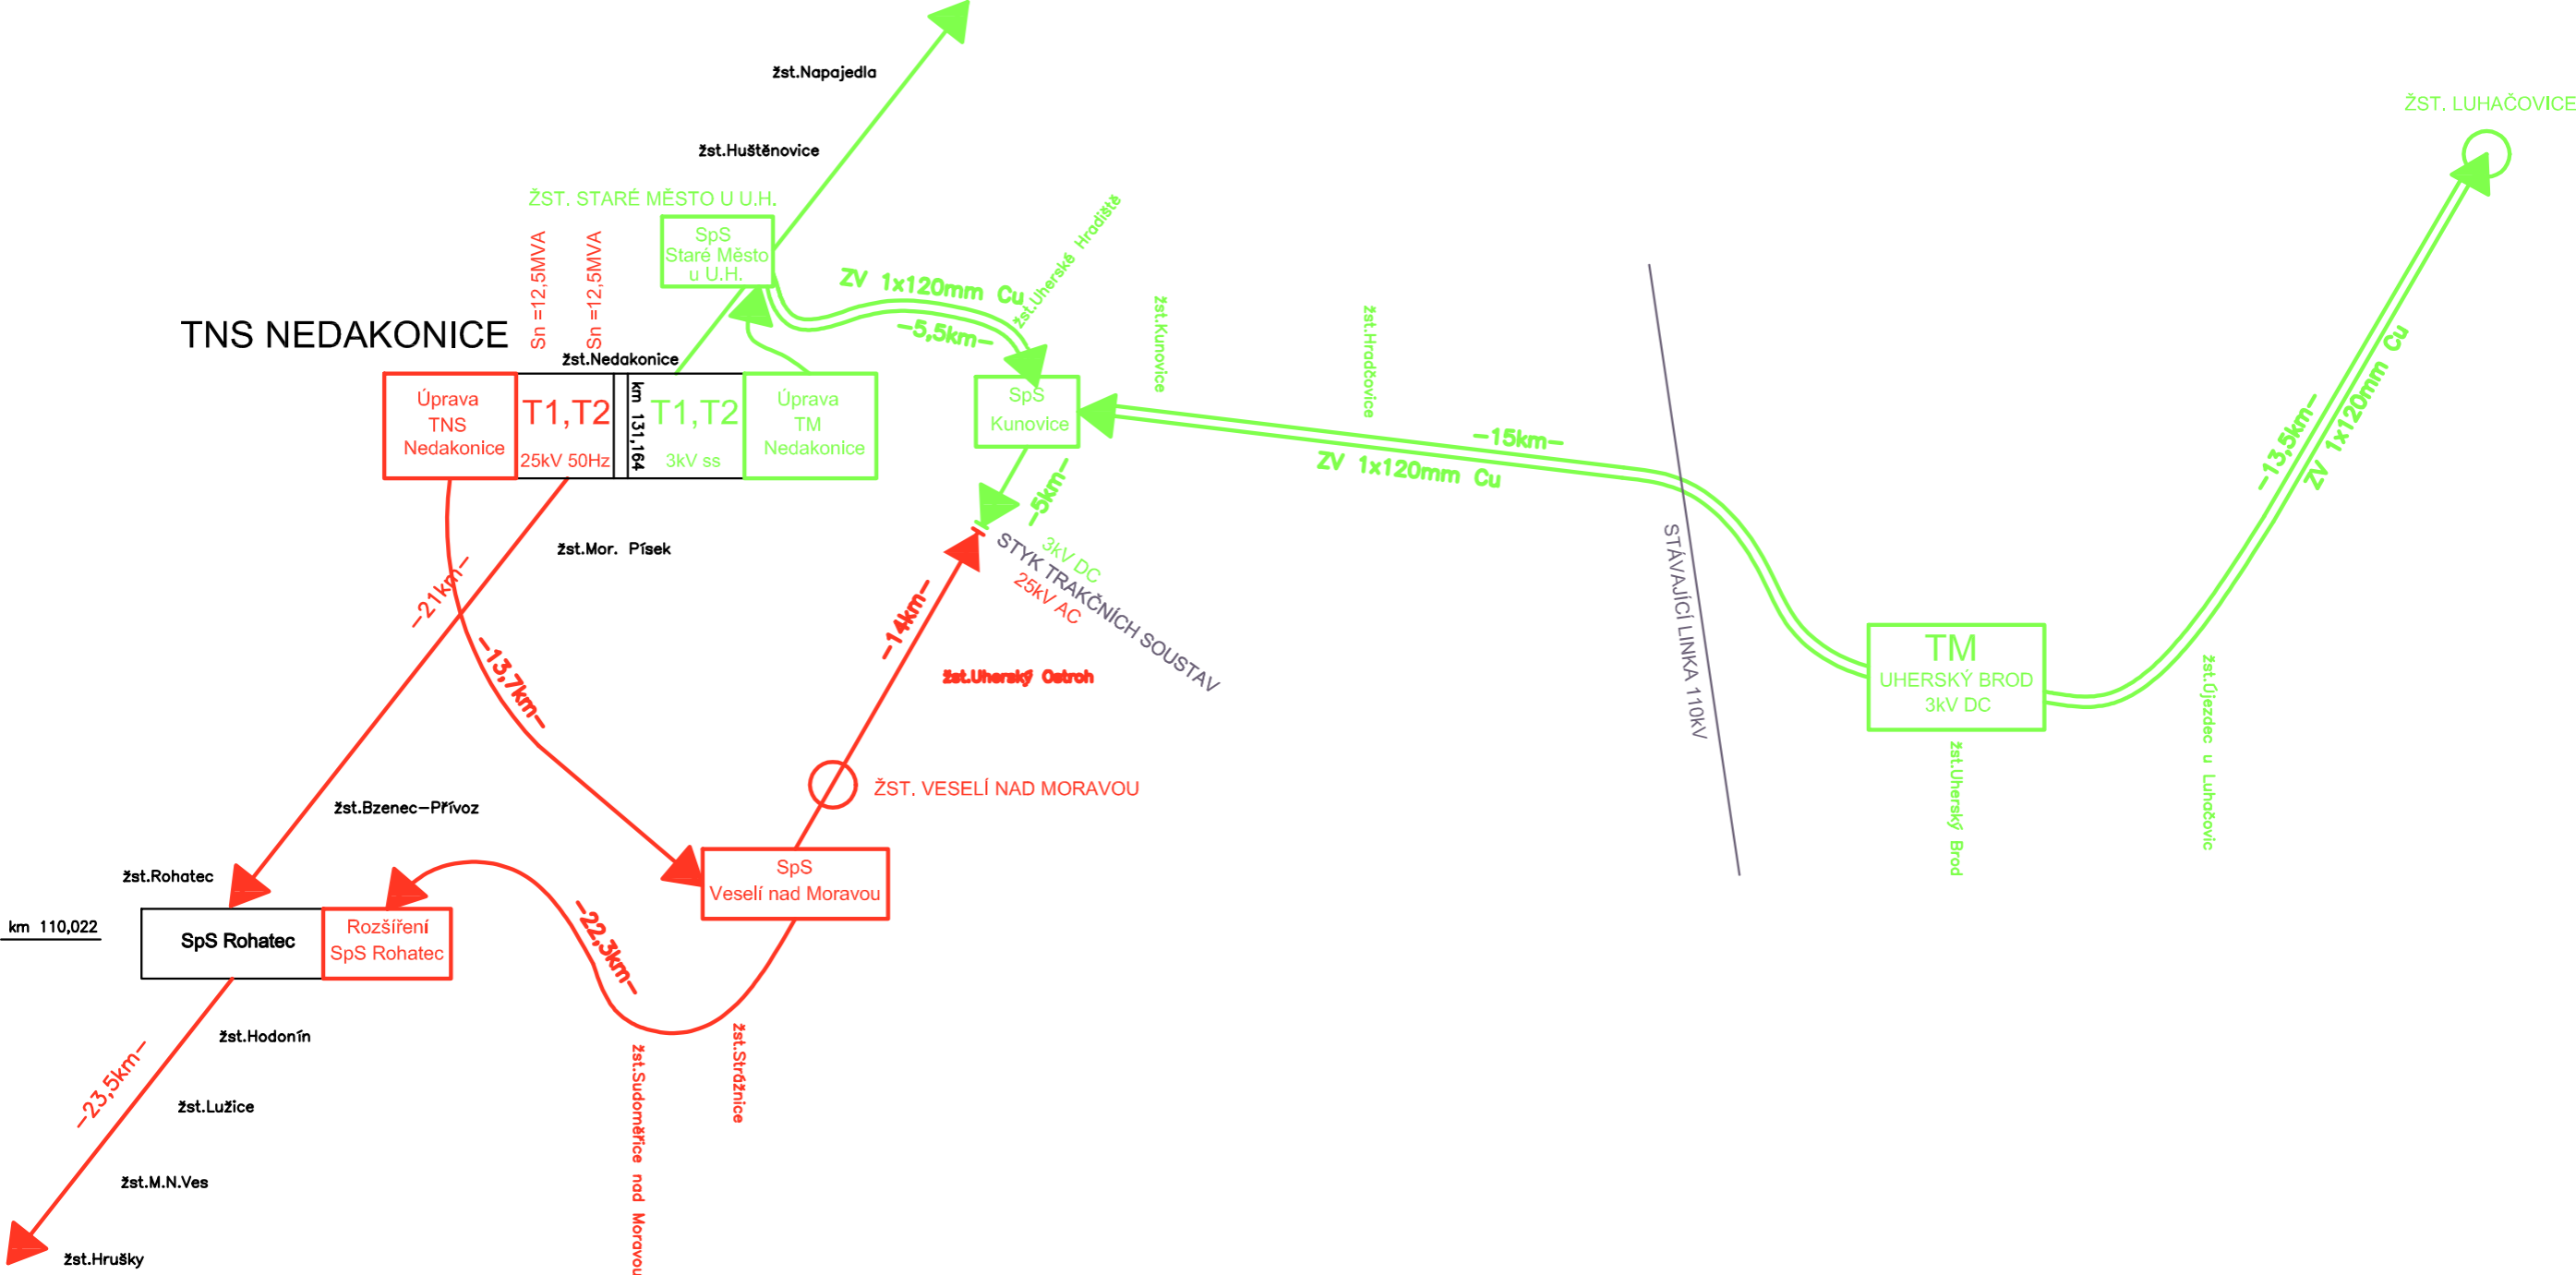 žst.Napajedla
ŽST. LUHAČOVICE
žst.Huštěnovice
ŽST. STARÉ MĚSTO U U.H.
SpS
Staré Město
u U.H.
Sn =12,5MVA
Sn =12,5MVA
ZV 1x120mm Cu
-5,5km-
žst.Uherské Hradiště
žst.Kunovice
žst.Hradčovice
TNS NEDAKONICE
žst.Nedakonice
Úprava
TNS
Nedakonice
T1,T2
25kV 50Hz
km 131,164
T1,T2
3kV ss
Úprava
TM
Nedakonice
SpS
Kunovice
-15km-
ZV 1x120mm Cu
-13,5km-
ZV 1x120mm Cu
-5km-
3kV DC
STYK TRAKČNÍCH SOUSTAV
25kV AC
STÁVAJÍCÍ LINKA 110kV
žst.Mor. Písek
-21km-
-13,7km-
-14km-
žst.Uherský Ostroh
TM
UHERSKÝ BROD
3kV DC
žst.Uherský Brod
žst.Újezdec u Luhačovic
ŽST. VESELÍ NAD MORAVOU
žst.Bzenec-Přívoz
SpS
Veselí nad Moravou
žst.Rohatec
km 110,022
SpS Rohatec
Rozšíření
SpS Rohatec
-22,3km-
žst.Hodonín
-23,5km-
žst.Lužice
žst.Strážnice
žst.Sudoměřice nad Moravou
žst.M.N.Ves
žst.Hrušky